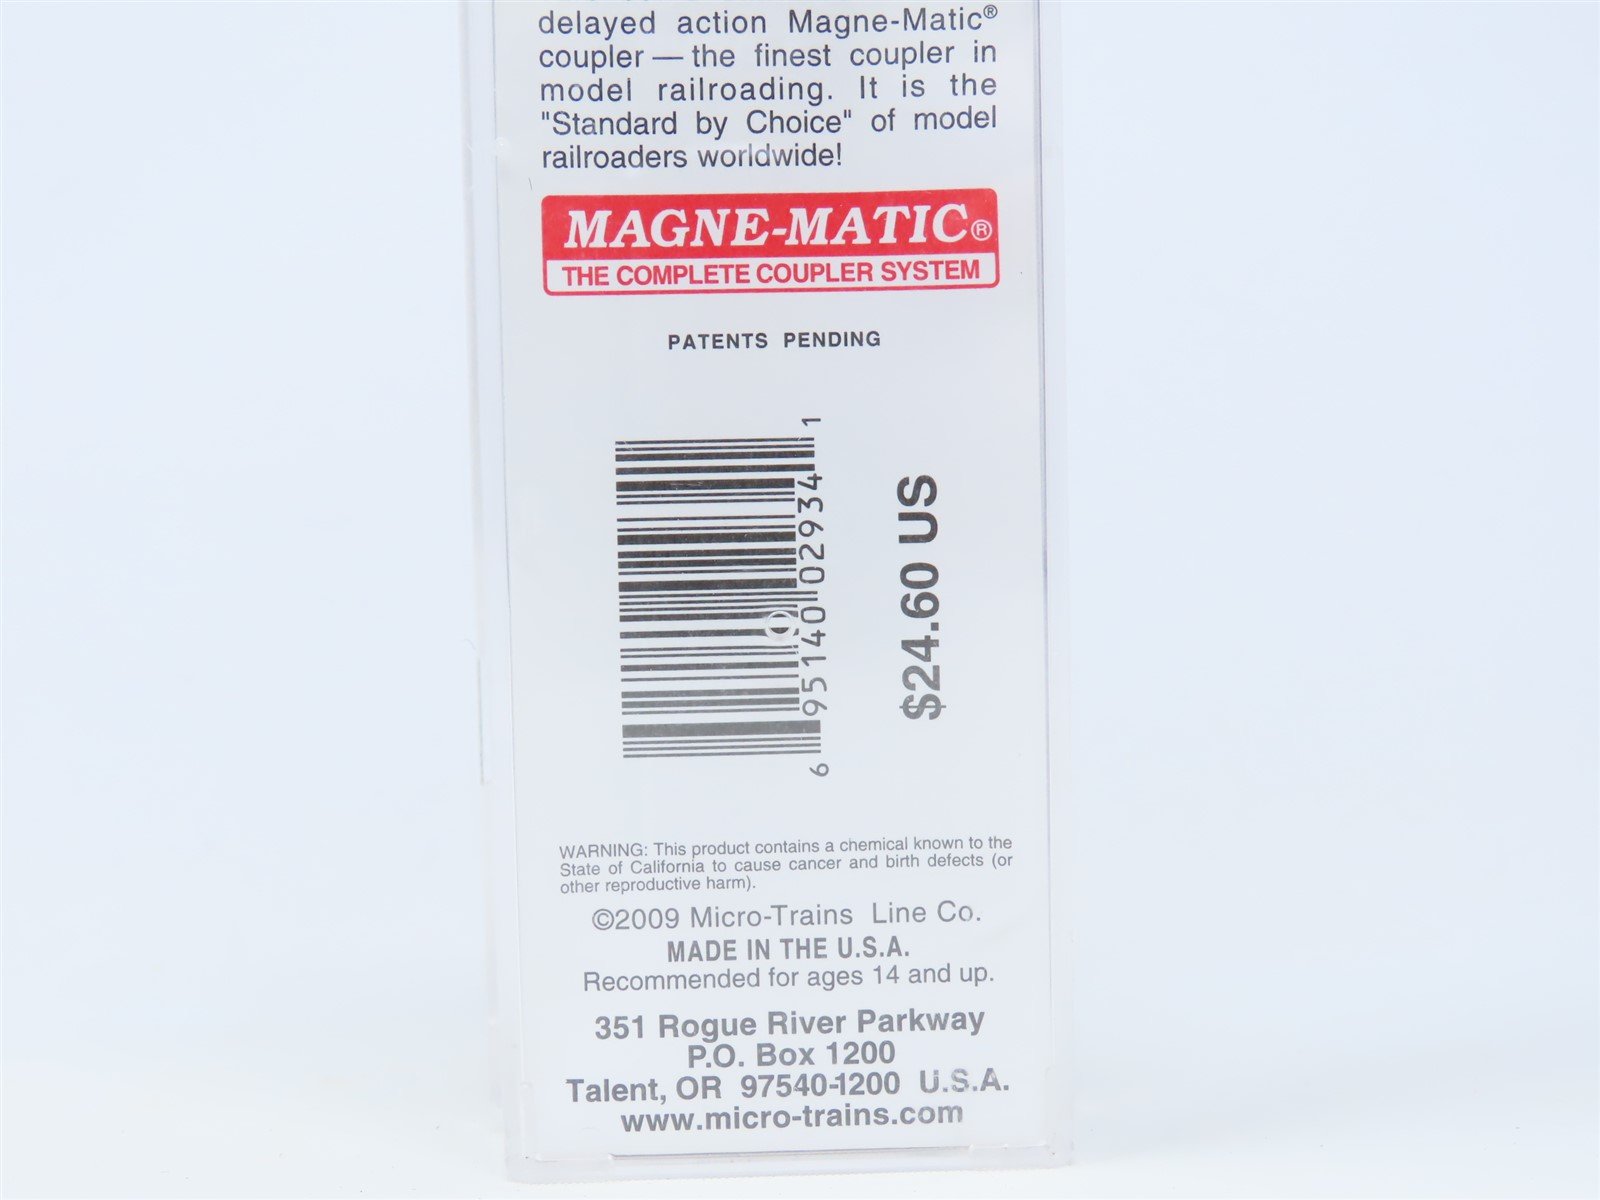 delayed action Magne-Matic®
coupler — the finest coupler in
model railroading. It is the
"Standard by Choice" of model
railroaders worldwide!
MAGNE-MATIC®
THE COMPLETE COUPLER SYSTEM
PATENTS PENDING
6 95140 02934 1
$24.60 US
WARNING: This product contains a chemical known to the
State of California to cause cancer and birth defects (or
other reproductive harm).
©2009 Micro-Trains Line Co.
MADE IN THE U.S.A.
Recommended for ages 14 and up.
351 Rogue River Parkway
P.O. Box 1200
Talent, OR 97540-1200 U.S.A.
www.micro-trains.com